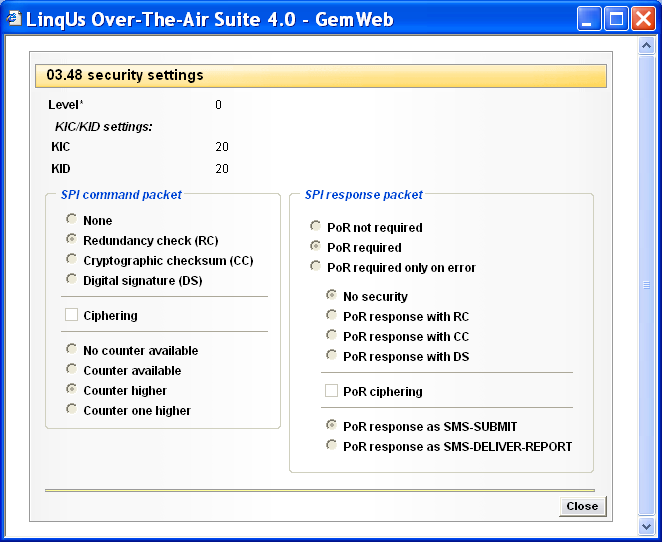 LinqUs Over-The-Air Suite 4.0 - GemWeb
03.48 security settings
Level* 0
KIC/KID settings:
KIC 20
KID 20
SPI command packet
None
Redundancy check (RC)
Cryptographic checksum (CC)
Digital signature (DS)
Ciphering
No counter available
Counter available
Counter higher
Counter one higher
SPI response packet
PoR not required
PoR required
PoR required only on error
No security
PoR response with RC
PoR response with CC
PoR response with DS
PoR ciphering
PoR response as SMS-SUBMIT
PoR response as SMS-DELIVER-REPORT
Close